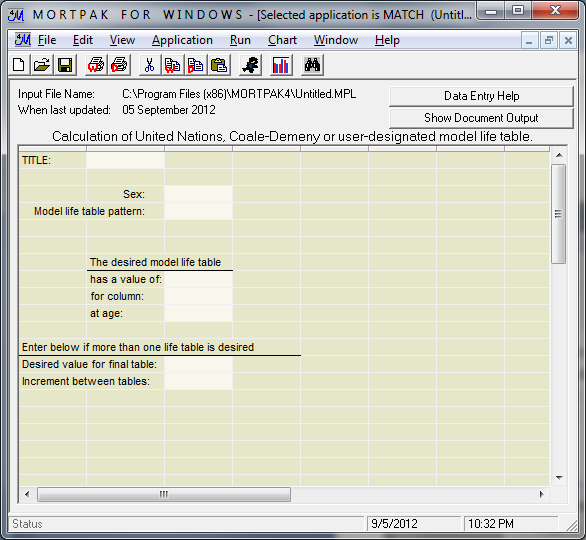 M O R T P A K   F O R   W I N D O W S - [Selected application is MATCH (Untitl...
File Edit View Application Run Chart Window Help
Input File Name: C:\Program Files (x86)\MORTPAK4\Untitled.MPL
Data Entry Help
When last updated: 05 September 2012
Show Document Output
Calculation of United Nations, Coale-Demeny or user-designated model life table.
TITLE:
Sex:
Model life table pattern:
The desired model life table
has a value of:
for column:
at age:
Enter below if more than one life table is desired
Desired value for final table:
Increment between tables:
Status 9/5/2012 10:32 PM